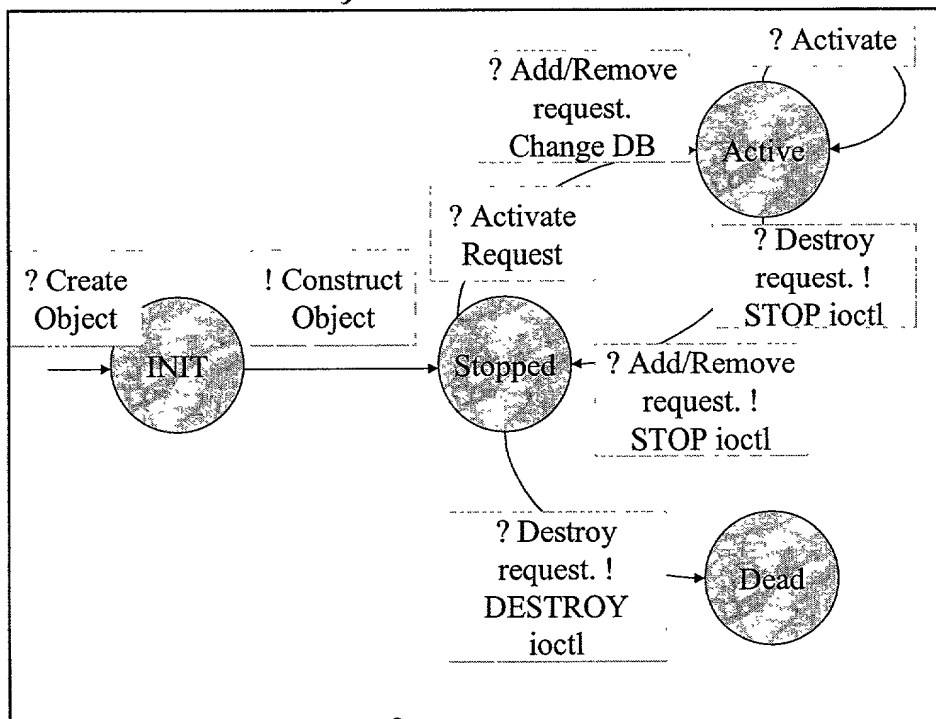 ? Activate
? Add/Remove
request.
Change DB
Active
? Activate
Request
? Destroy
request. !
STOP ioctl
? Create
Object
! Construct
Object
INIT
Stopped
? Add/Remove
request. !
STOP ioctl
? Destroy
request. !
DESTROY
ioctl
Dead